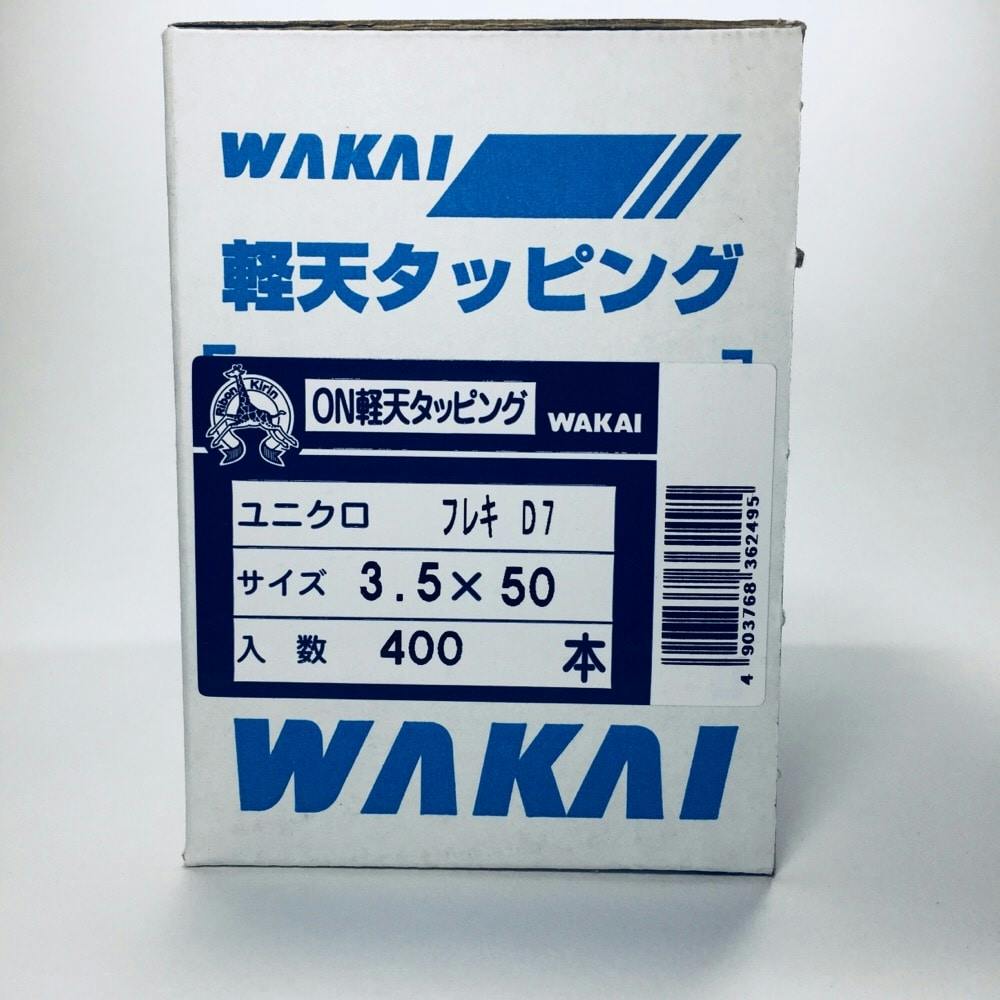 WAKAI
軽天タッピング
Ribon Kirin
ON軽天タッピング WAKAI
ユニクロ フレキ D7
サイズ 3.5×50
入数 400 本
4 903768 362495
WAKAI